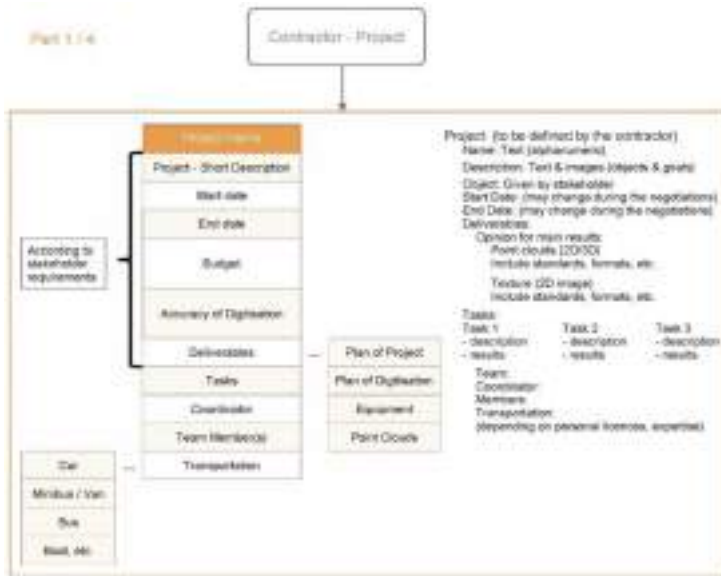 Part 1 / 4
Contractor - Project
Project Name
Project - Short Description
Start date
End date
Budget
Accuracy of Digitisation
Deliverables
Tasks
Coordinator
Team Member(s)
Transportation
According to
stakeholder
requirements
...
Plan of Project
Plan of Digitisation
Equipment
Point Clouds
...
Car
Minibus / Van
Bus
Boat, etc
Project: (to be defined by the contractor)
Name: Text (alphanumeric)
Description: Text & images (objects & goals)
Object: Given by stakeholder
Start Date: (may change during the negotiations)
End Date: (may change during the negotiations)
Deliverables:
Opinion for main results:
Point clouds (2D/3D)
Include standards, formats, etc.
Texture (2D image)
Include standards, formats, etc.
Tasks:
Task 1 Task 2 Task 3
- description - description - description
- results - results - results
Team:
Coordinator:
Members:
Transportation:
(depending on personal licences, expertise)